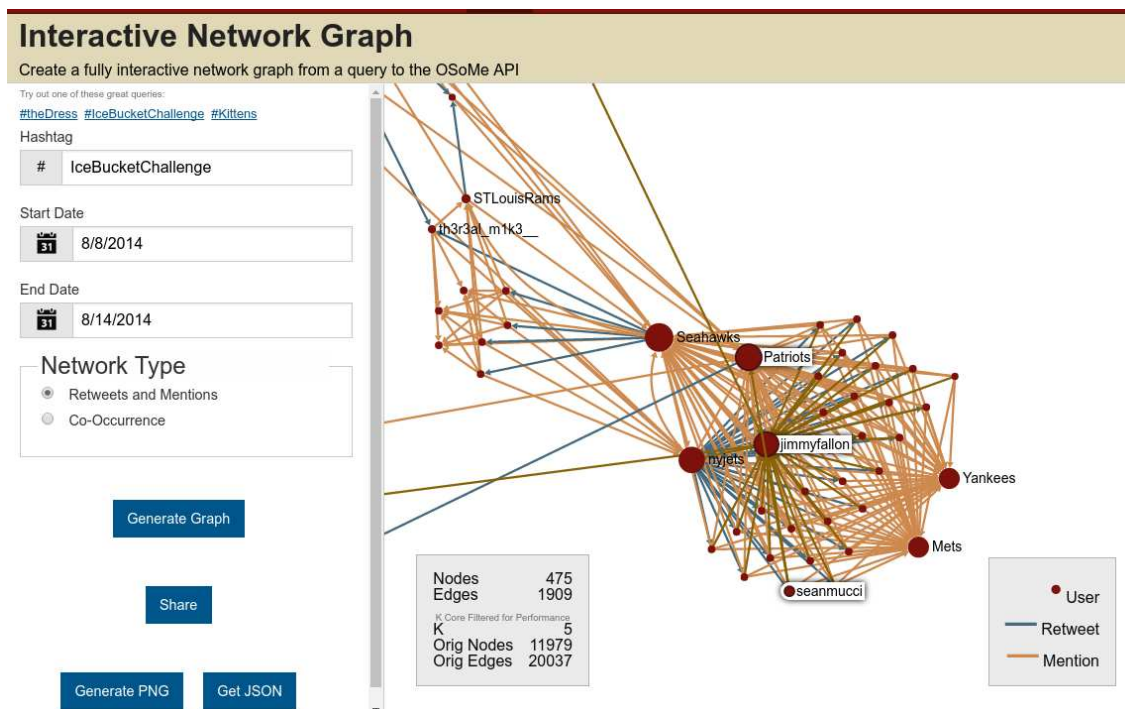 Interactive Network Graph
Create a fully interactive network graph from a query to the OSoMe API
Try out one of these great queries:
#theDress #IceBucketChallenge #Kittens
Hashtag
# IceBucketChallenge
Start Date
31 8/8/2014
End Date
31 8/14/2014
Network Type
Retweets and Mentions
Co-Occurrence
Generate Graph
Share
Generate PNG Get JSON
STLouisRams
th3r3al_m1k3__
Seahawks
Patriots
jimmyfallon
nyjets
Yankees
Mets
seanmucci
Nodes 475
Edges 1909
K Core Filtered for Performance
K 5
Orig Nodes 11979
Orig Edges 20037
User
Retweet
Mention